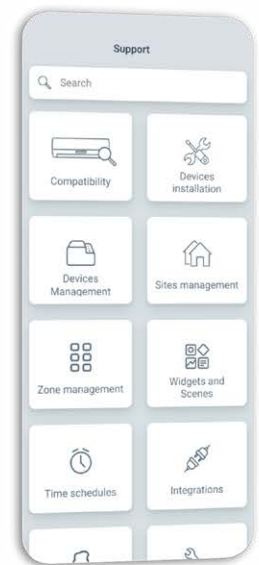 Support
Search
Compatibility
Devices
installation
Devices
Management
Sites management
Zone management
Widgets and
Scenes
Time schedules
Integrations